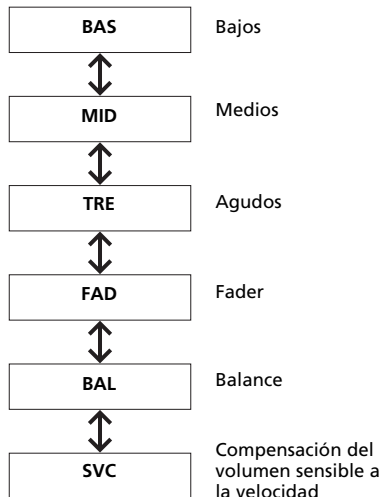 BAS Bajos
MID Medios
TRE Agudos
FAD Fader
BAL Balance
Compensación del
SVC volumen sensible a
la velocidad